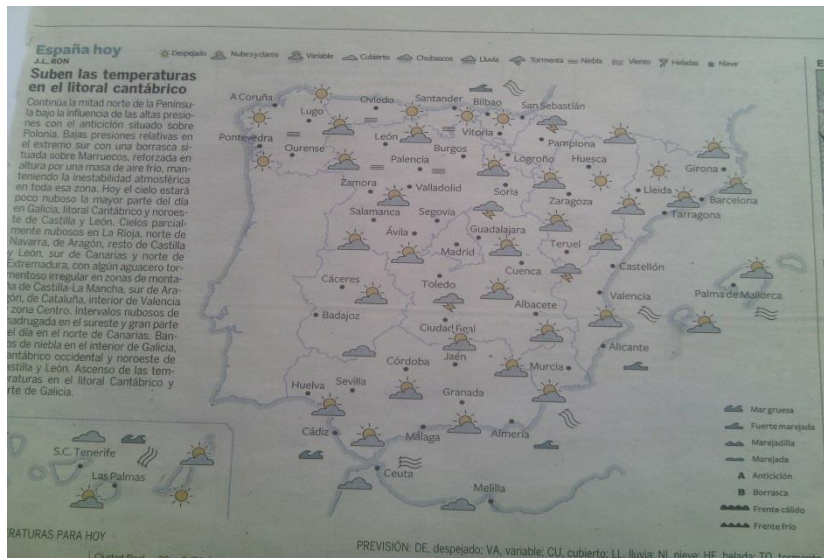 España hoy
J.L. RON
Suben las temperaturas
en el litoral cantábrico
Continúa la mitad norte de la Penínsu-
la bajo la influencia de las altas presio-
nes con el anticiclón situado sobre
Polonia. Bajas presiones relativas en
el extremo sur con una borrasca si-
tuada sobre Marruecos, reforzada en
altura por una masa de aire frío, man-
teniendo la inestabilidad atmosférica
en toda esa zona. Hoy el cielo estará
poco nuboso la mayor parte del día
en Galicia, litoral Cantábrico y noroes-
te de Castilla y León. Cielos parcial-
mente nubosos en La Rioja, norte de
Navarra, de Aragón, resto de Castilla
y León, sur de Canarias y norte de
Extremadura, con algún aguacero tor-
mentoso irregular en zonas de monta-
ña de Castilla-La Mancha, sur de Ara-
gón, de Cataluña, interior de Valencia
zona Centro. Intervalos nubosos de
madrugada en el sureste y gran parte
el día en el norte de Canarias. Ban-
os de niebla en el interior de Galicia,
antábrico occidental y noroeste de
astilla y León. Ascenso de las tem-
raturas en el litoral Cantábrico y
rte de Galicia.
Despejado Nubes y claros Variable Cubierto Chubascos Lluvia Tormenta Niebla Viento Heladas Nieve
A Coruña
Lugo
Oviedo
Santander
Bilbao
San Sebastián
Pontevedra
Ourense
León
Burgos
Vitoria
Logroño
Pamplona
Huesca
Girona
Palencia
Zamora
Valladolid
Soria
Zaragoza
Lleida
Barcelona
Tarragona
Salamanca
Segovia
Ávila
Guadalajara
Madrid
Teruel
Cuenca
Castellón
Cáceres
Toledo
Valencia
Palma de Mallorca
Badajoz
Ciudad Real
Albacete
Alicante
Córdoba
Jaén
Murcia
Huelva
Sevilla
Granada
Cádiz
Málaga
Almería
Ceuta
Melilla
S.C. Tenerife
Las Palmas
Mar gruesa
Fuerte marejada
Marejadilla
Marejada
A Anticiclón
B Borrasca
Frente cálido
Frente frío
ERATURAS PARA HOY
PREVISIÓN: DE, despejado; VA, variable; CU, cubierto; LL, lluvia; NI, nieve; HE, helada; TO, torment